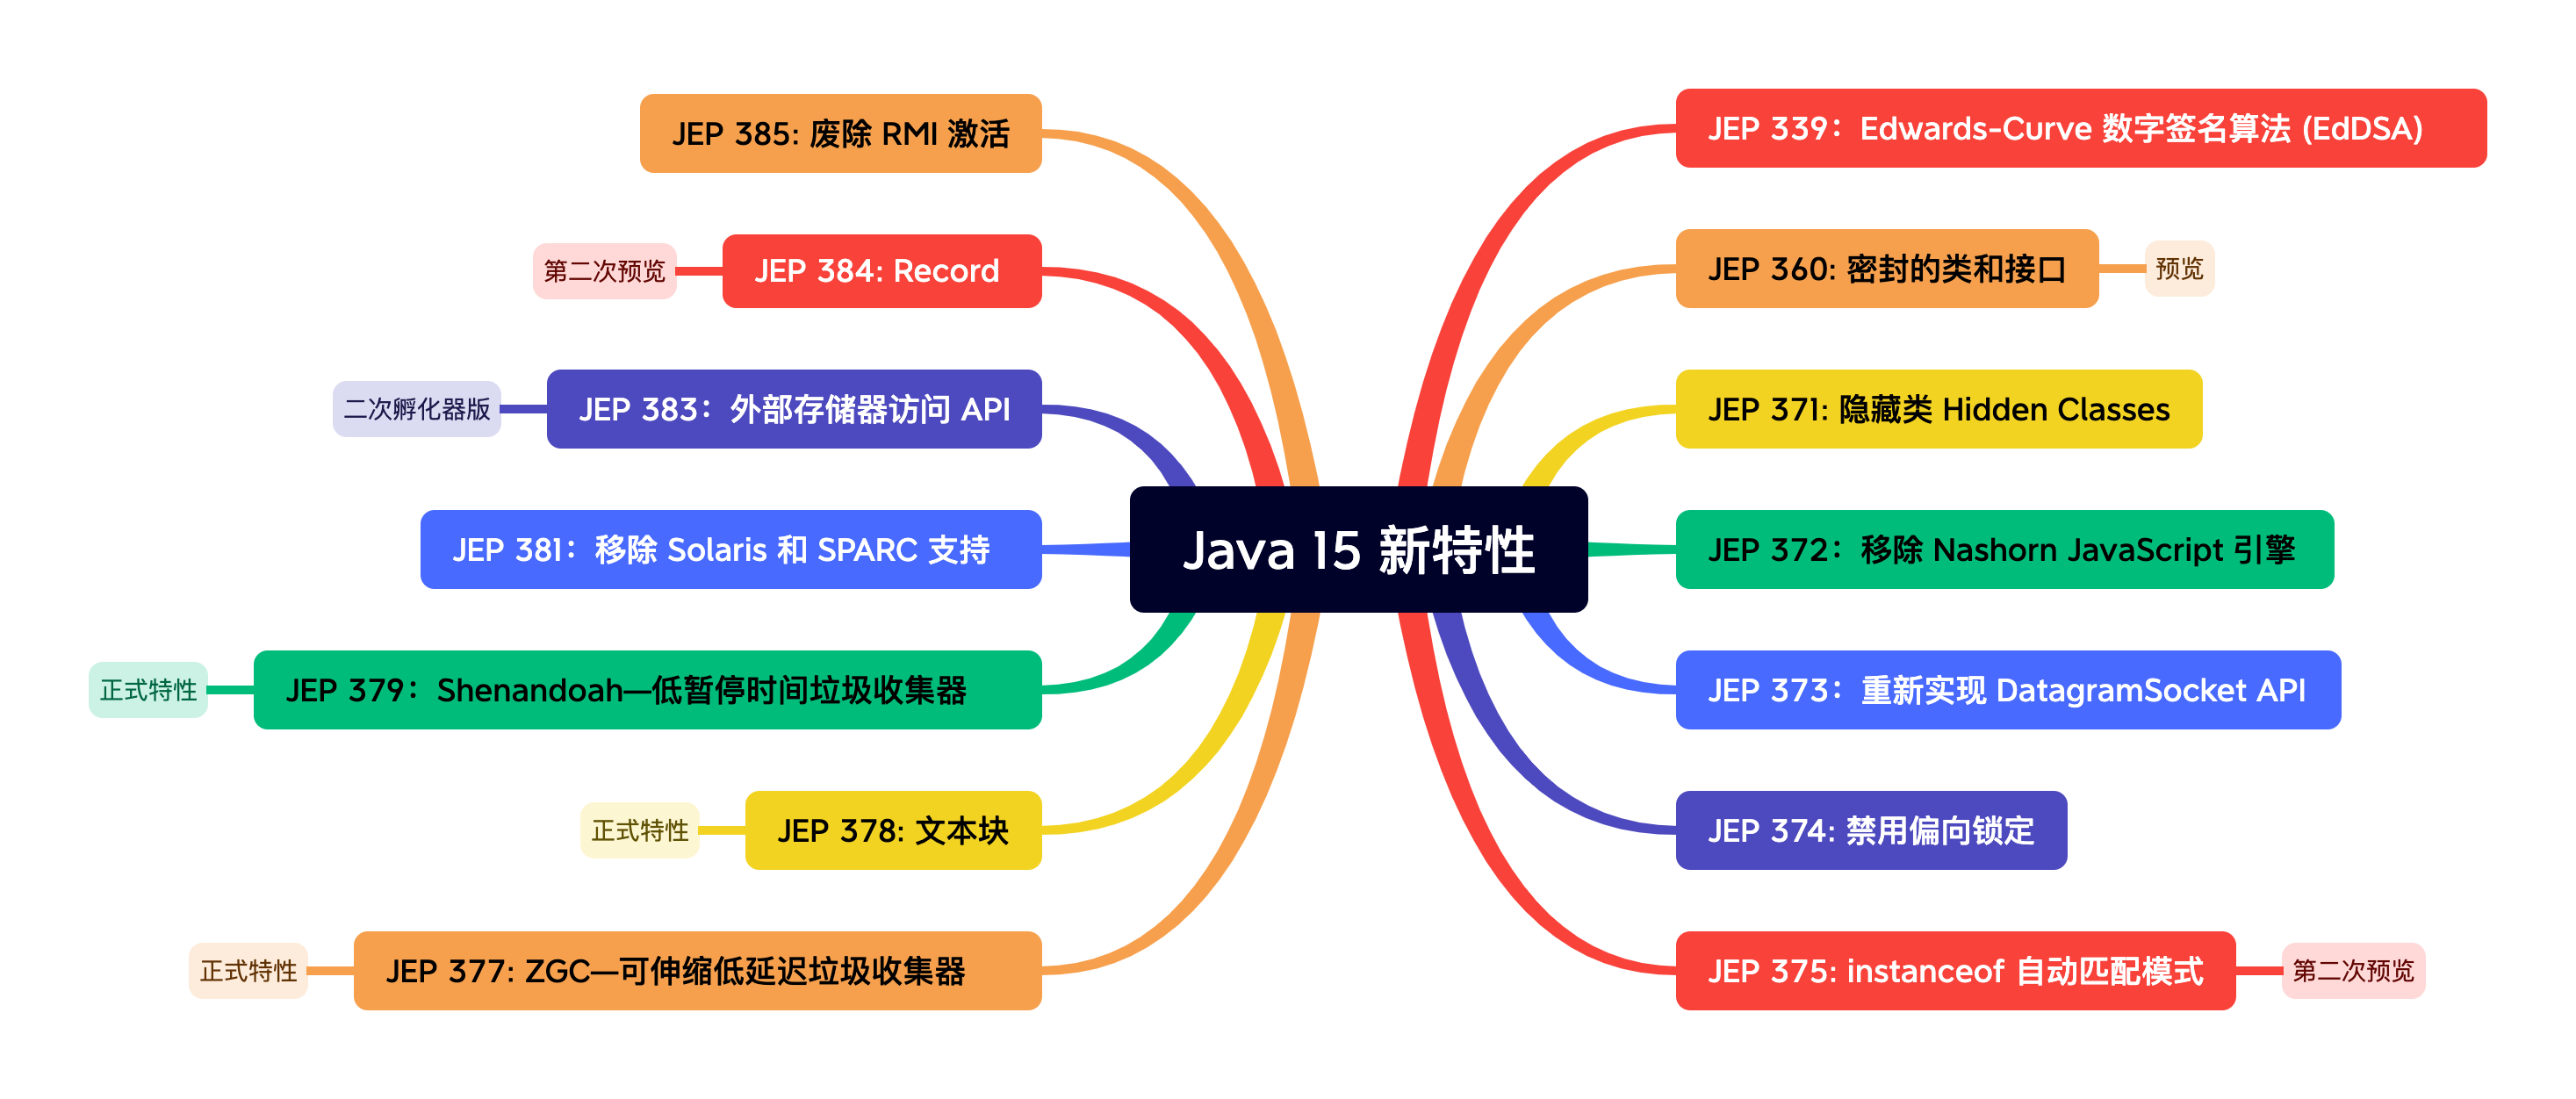 Java 15 新特性
JEP 339：Edwards-Curve 数字签名算法 (EdDSA)
JEP 360: 密封的类和接口
预览
JEP 371: 隐藏类 Hidden Classes
JEP 372：移除 Nashorn JavaScript 引擎
JEP 373：重新实现 DatagramSocket API
JEP 374: 禁用偏向锁定
JEP 375: instanceof 自动匹配模式
第二次预览
JEP 385: 废除 RMI 激活
JEP 384: Record
第二次预览
JEP 383：外部存储器访问 API
二次孵化器版
JEP 381：移除 Solaris 和 SPARC 支持
JEP 379：Shenandoah—低暂停时间垃圾收集器
正式特性
JEP 378: 文本块
正式特性
JEP 377: ZGC—可伸缩低延迟垃圾收集器
正式特性